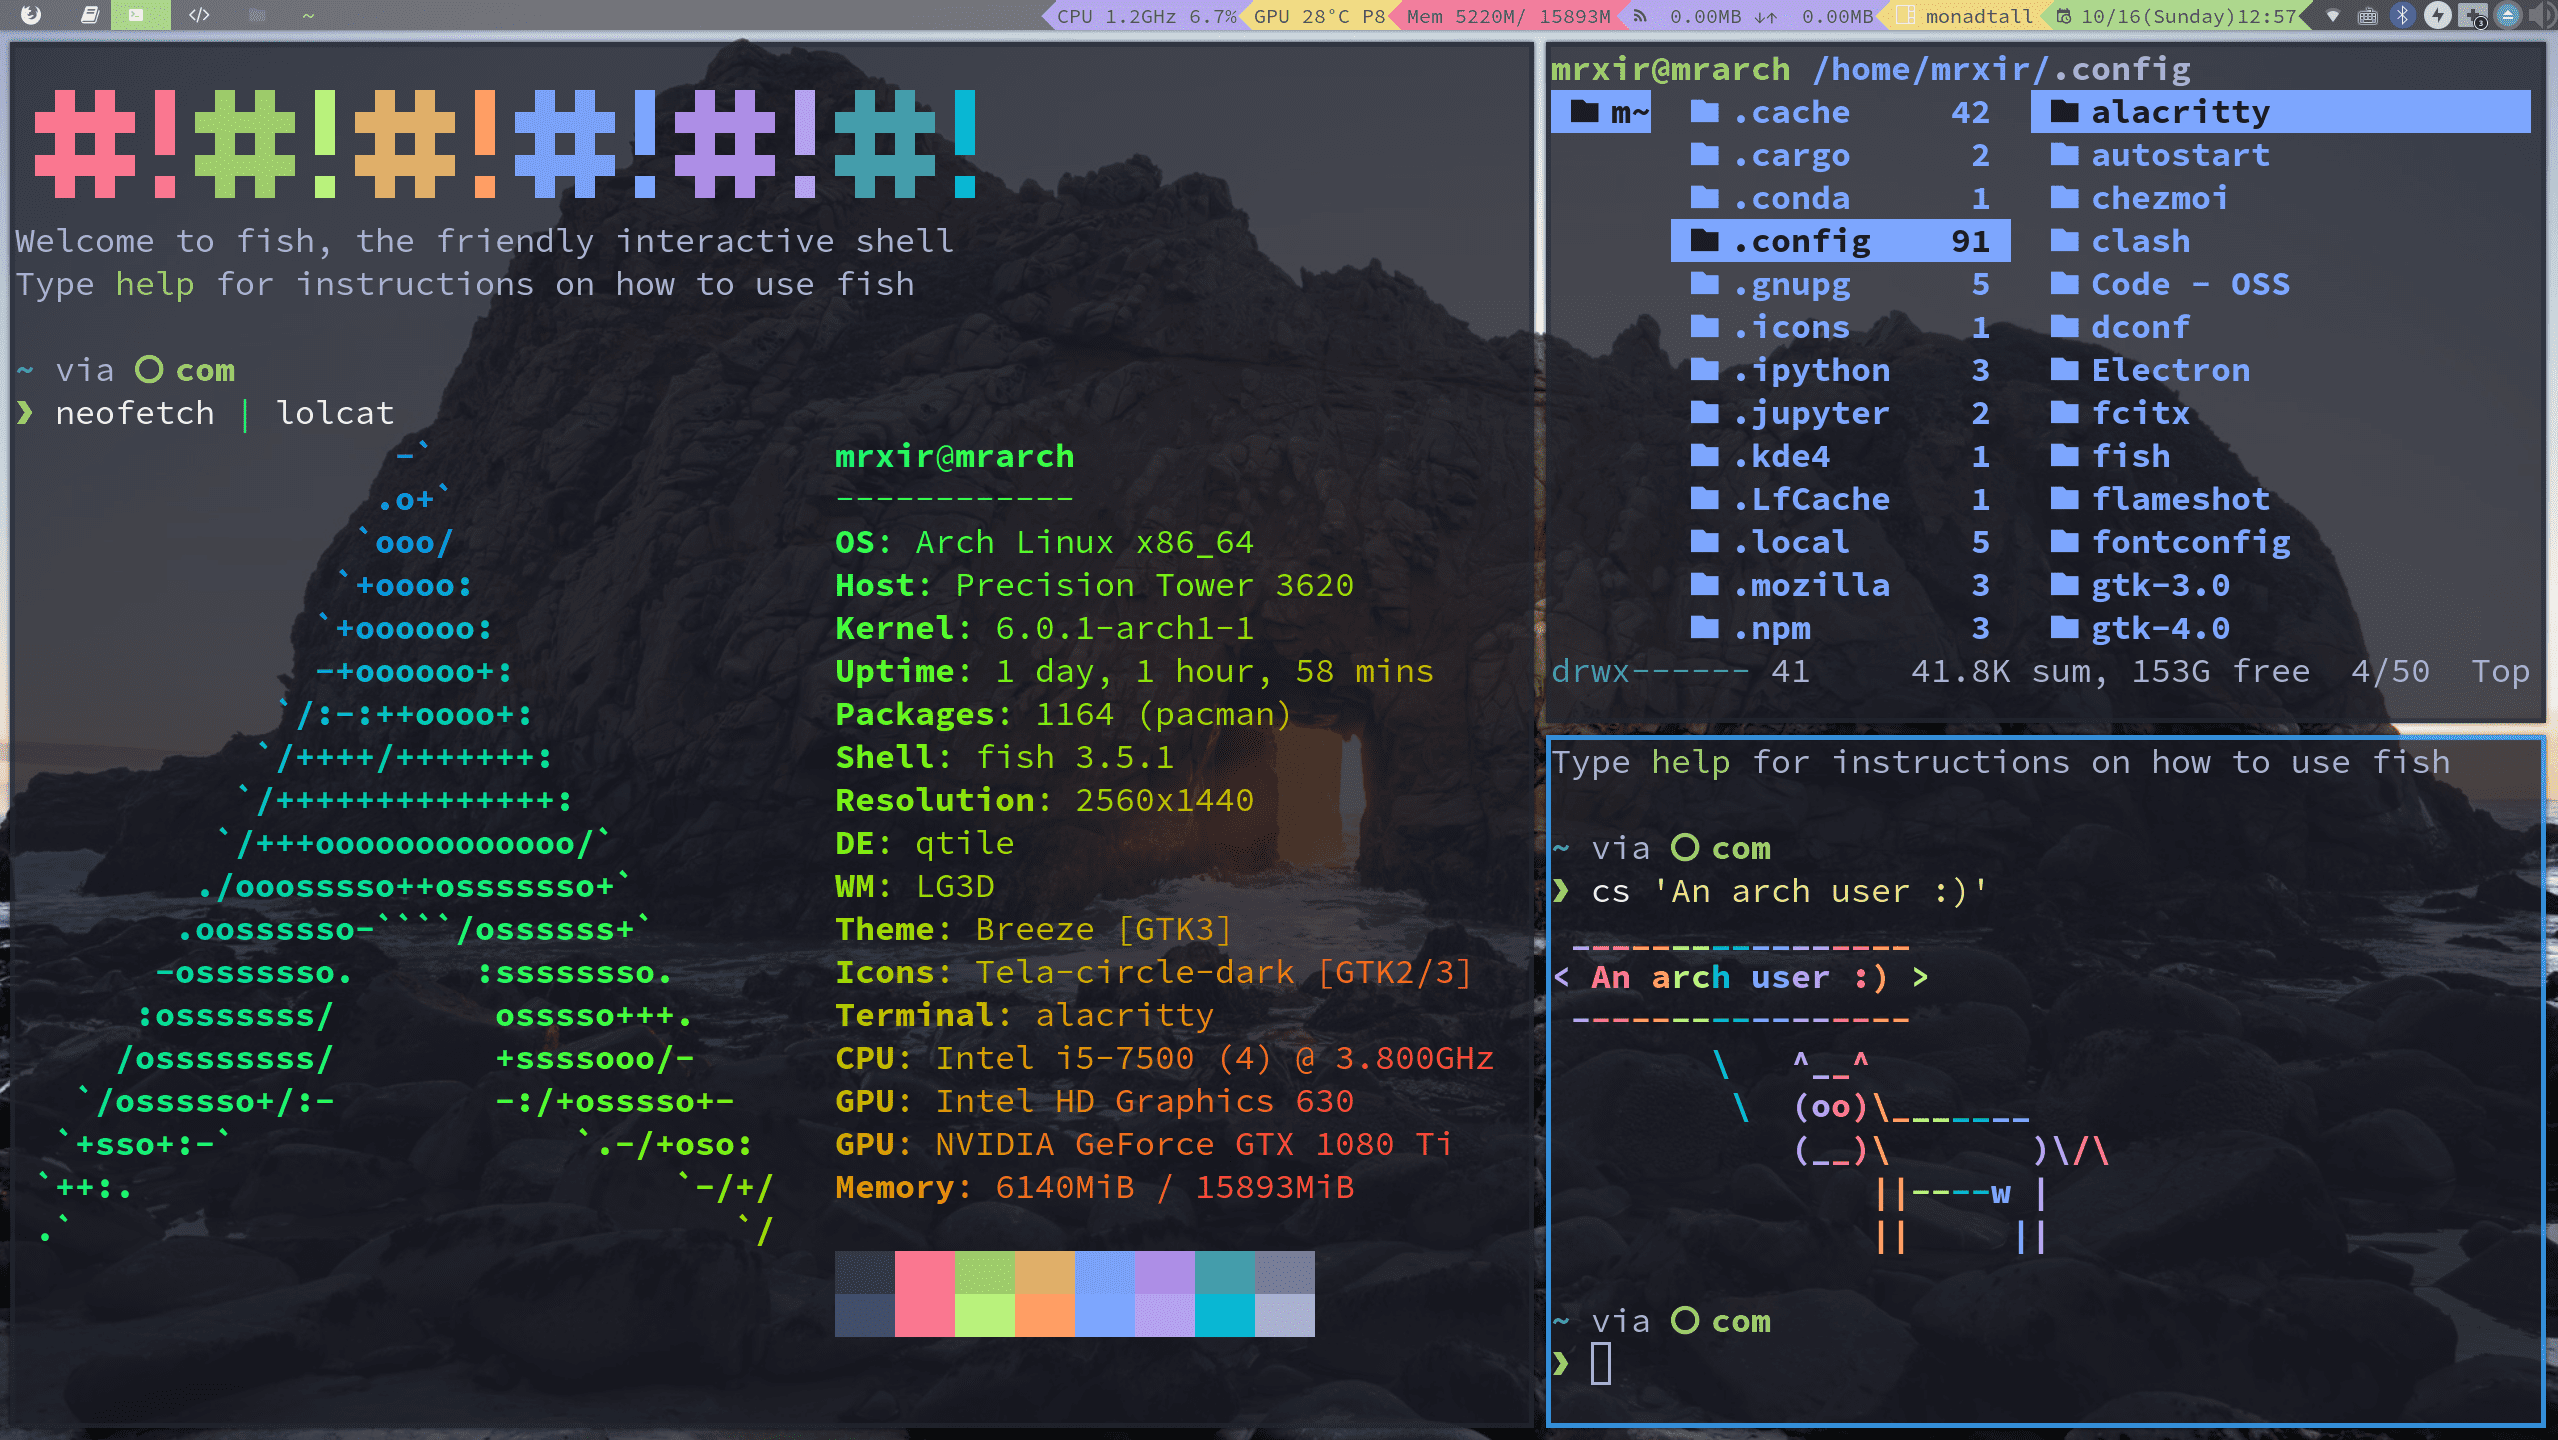 </> ~ CPU 1.2GHz 6.7% GPU 28°C P8 Mem 5220M/ 15893M 0.00MB ↓↑ 0.00MB monadtall 10/16(Sunday)12:57 3
#!#!#!#!#!#!
Welcome to fish, the friendly interactive shell
Type help for instructions on how to use fish
~ via com
❯ neofetch | lolcat
                   -`
                  .o+`
                 `ooo/
                `+oooo:
               `+oooooo:
               -+oooooo+:
             `/:-:++oooo+:
            `/++++/+++++++:
           `/++++++++++++++:
          `/+++ooooooooooooo/`
         ./ooosssso++osssssso+`
        .oossssso-````/ossssss+`
       -osssssso.      :ssssssso.
      :osssssss/        osssso+++.
     /ossssssss/        +ssssooo/-
   `/ossssso+/:-        -:/+osssso+-
  `+sso+:-`                 `.-/+oso:
 `++:.                           `-/+/
 .`                                 `/
mrxir@mrarch
------------
OS: Arch Linux x86_64
Host: Precision Tower 3620
Kernel: 6.0.1-arch1-1
Uptime: 1 day, 1 hour, 58 mins
Packages: 1164 (pacman)
Shell: fish 3.5.1
Resolution: 2560x1440
DE: qtile
WM: LG3D
Theme: Breeze [GTK3]
Icons: Tela-circle-dark [GTK2/3]
Terminal: alacritty
CPU: Intel i5-7500 (4) @ 3.800GHz
GPU: Intel HD Graphics 630
GPU: NVIDIA GeForce GTX 1080 Ti
Memory: 6140MiB / 15893MiB
mrxir@mrarch /home/mrxir/.config
m~ .cache 42 alacritty
.cargo 2 autostart
.conda 1 chezmoi
.config 91 clash
.gnupg 5 Code - OSS
.icons 1 dconf
.ipython 3 Electron
.jupyter 2 fcitx
.kde4 1 fish
.LfCache 1 flameshot
.local 5 fontconfig
.mozilla 3 gtk-3.0
.npm 3 gtk-4.0
drwx------ 41 41.8K sum, 153G free 4/50 Top
Type help for instructions on how to use fish
~ via com
❯ cs 'An arch user :)'
 _________________
< An arch user :) >
 -----------------
        \   ^__^
         \  (oo)\_______
            (__)\       )\/\
                ||----w |
                ||     ||
~ via com
❯